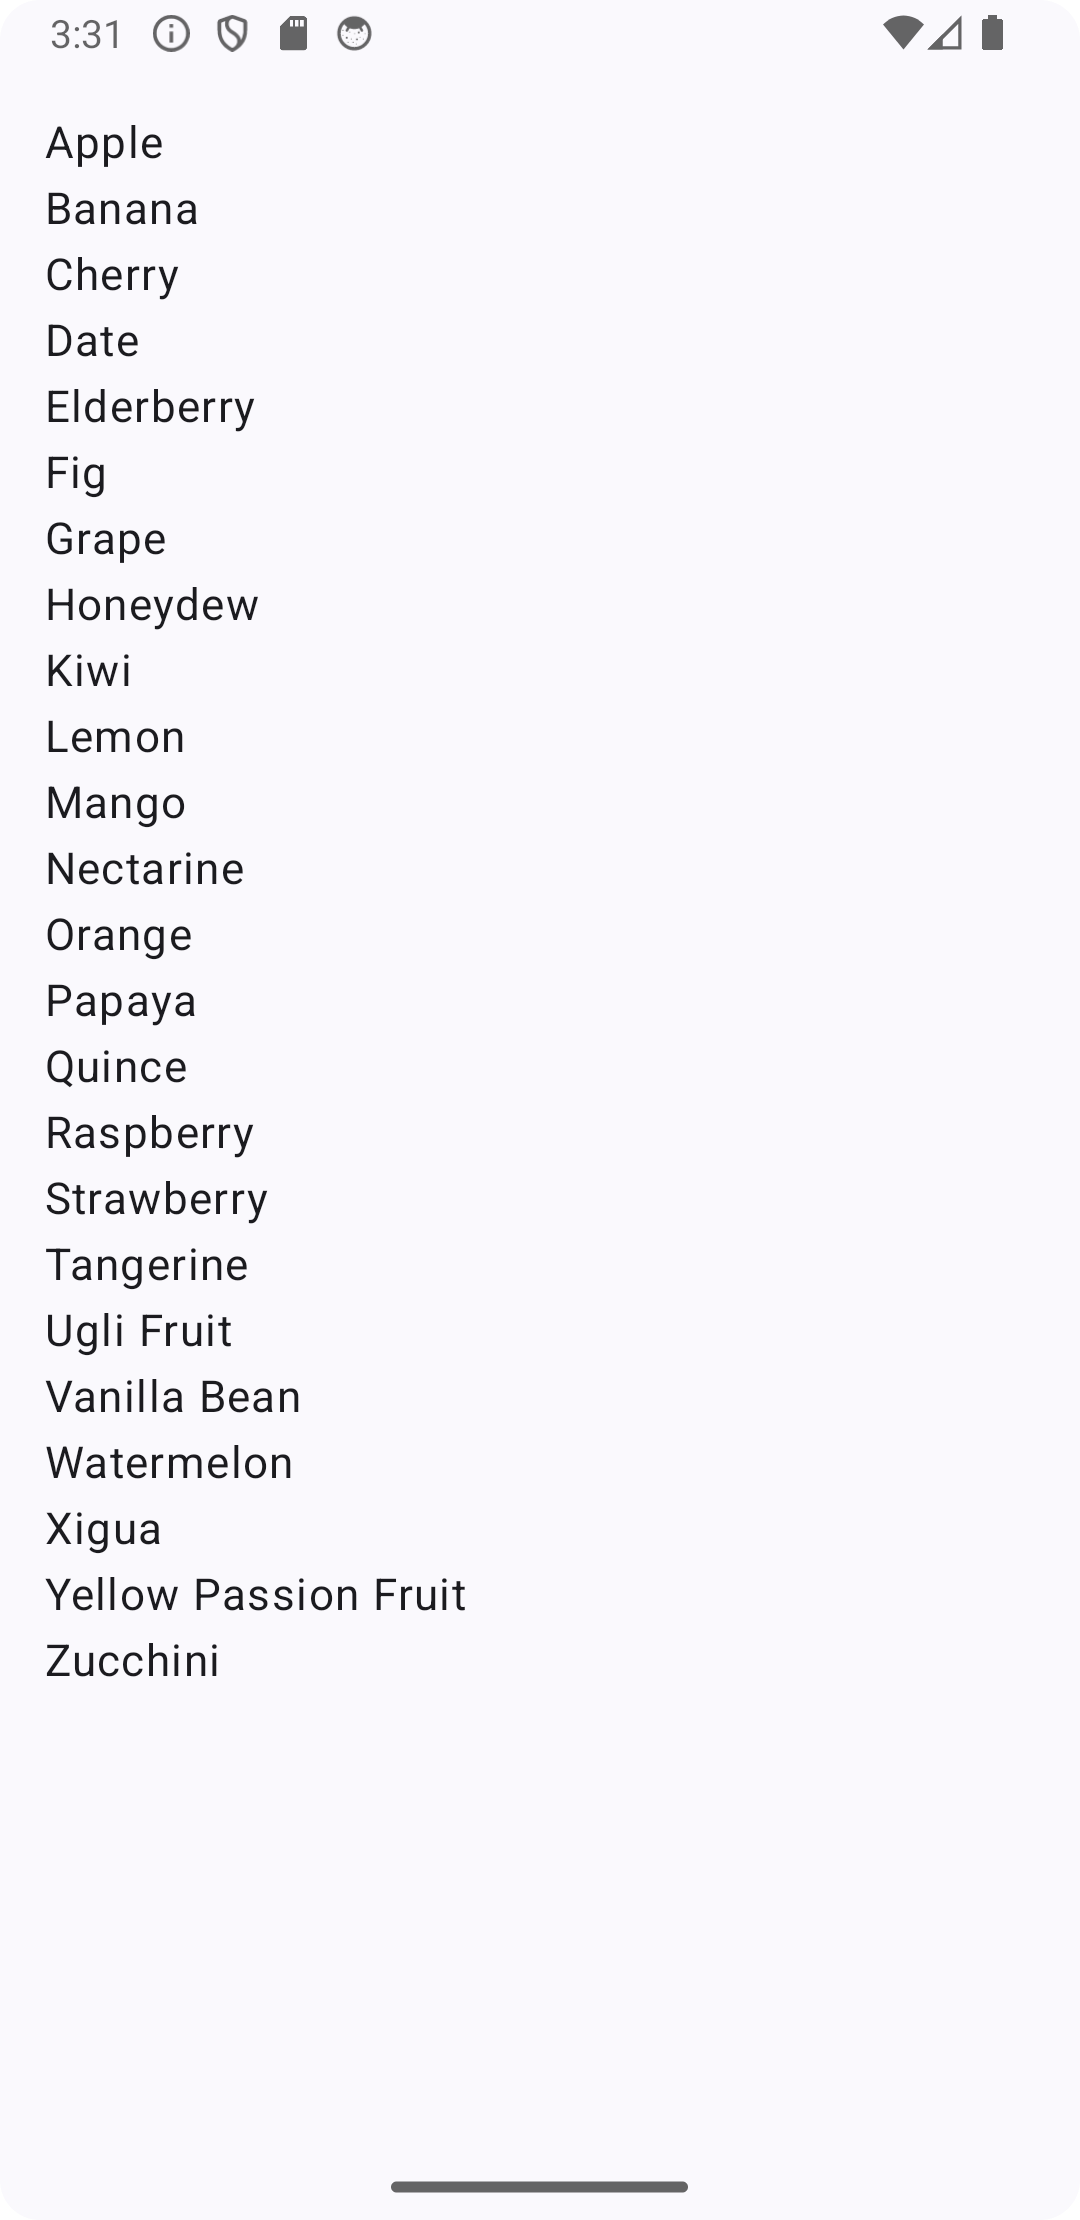 3:31
Apple
Banana
Cherry
Date
Elderberry
Fig
Grape
Honeydew
Kiwi
Lemon
Mango
Nectarine
Orange
Papaya
Quince
Raspberry
Strawberry
Tangerine
Ugli Fruit
Vanilla Bean
Watermelon
Xigua
Yellow Passion Fruit
Zucchini